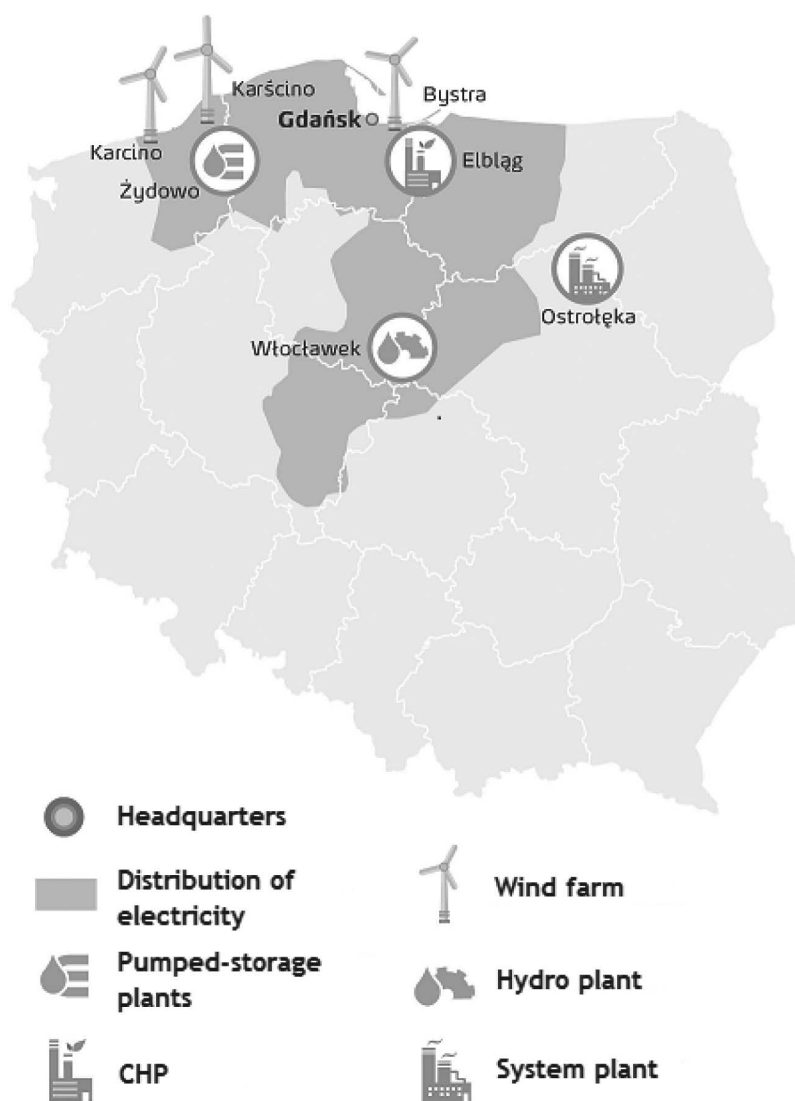 Karścino
Bystra
Gdańsk
Karcino
Elbląg
Żydowo
Ostrołęka
Włocławek
Headquarters
Distribution of
electricity
Wind farm
Pumped-storage
plants
Hydro plant
CHP
System plant